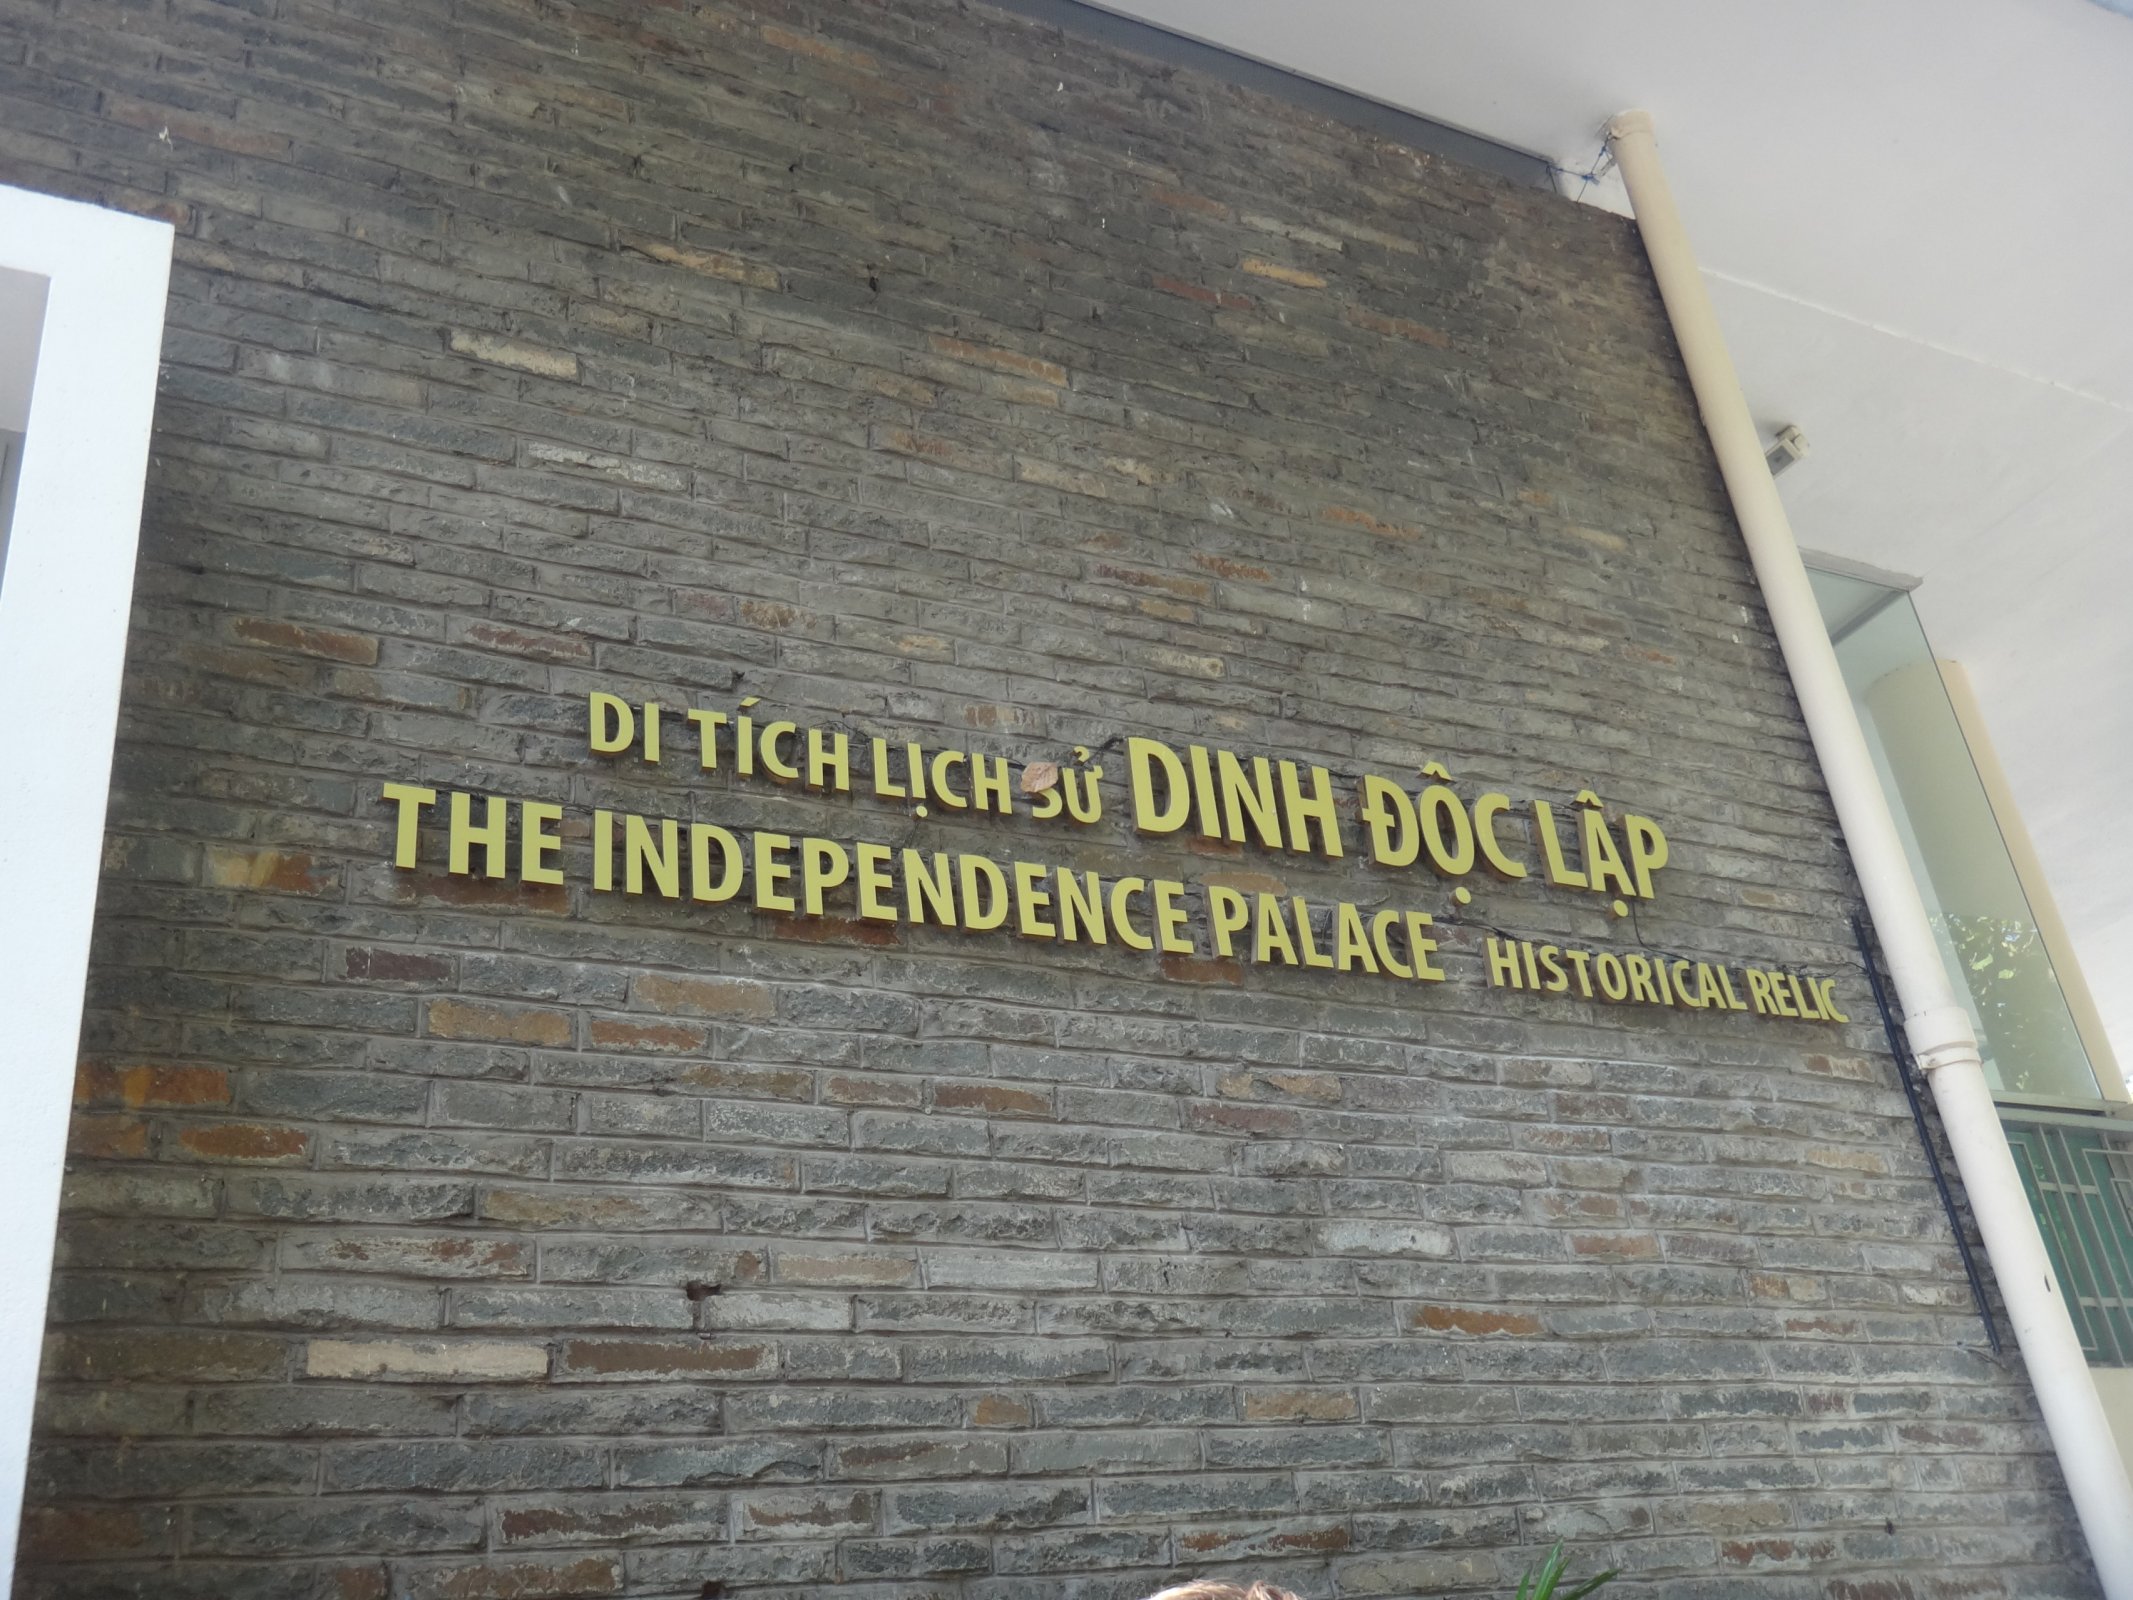 DI TÍCH LỊCH SỬ DINH ĐỘC LẬP
THE INDEPENDENCE PALACE HISTORICAL RELIC